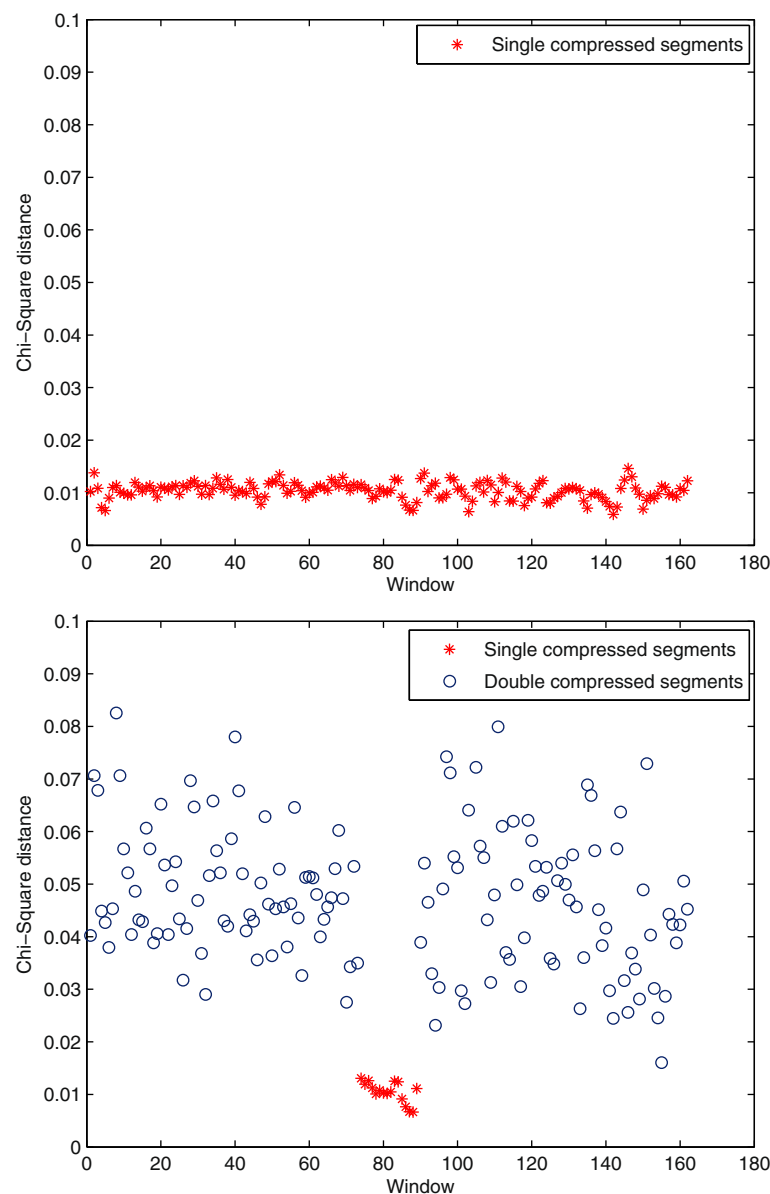 0.1
Single compressed segments
0.09
0.08
0.07
0.06
0.05
0.04
0.03
0.02
0.01
0
Chi−Square distance
0 20 40 60 80 100 120 140 160 180
Window
0.1
Single compressed segments
Double compressed segments
0.09
0.08
0.07
0.06
0.05
0.04
0.03
0.02
0.01
0
Chi−Square distance
0 20 40 60 80 100 120 140 160 180
Window